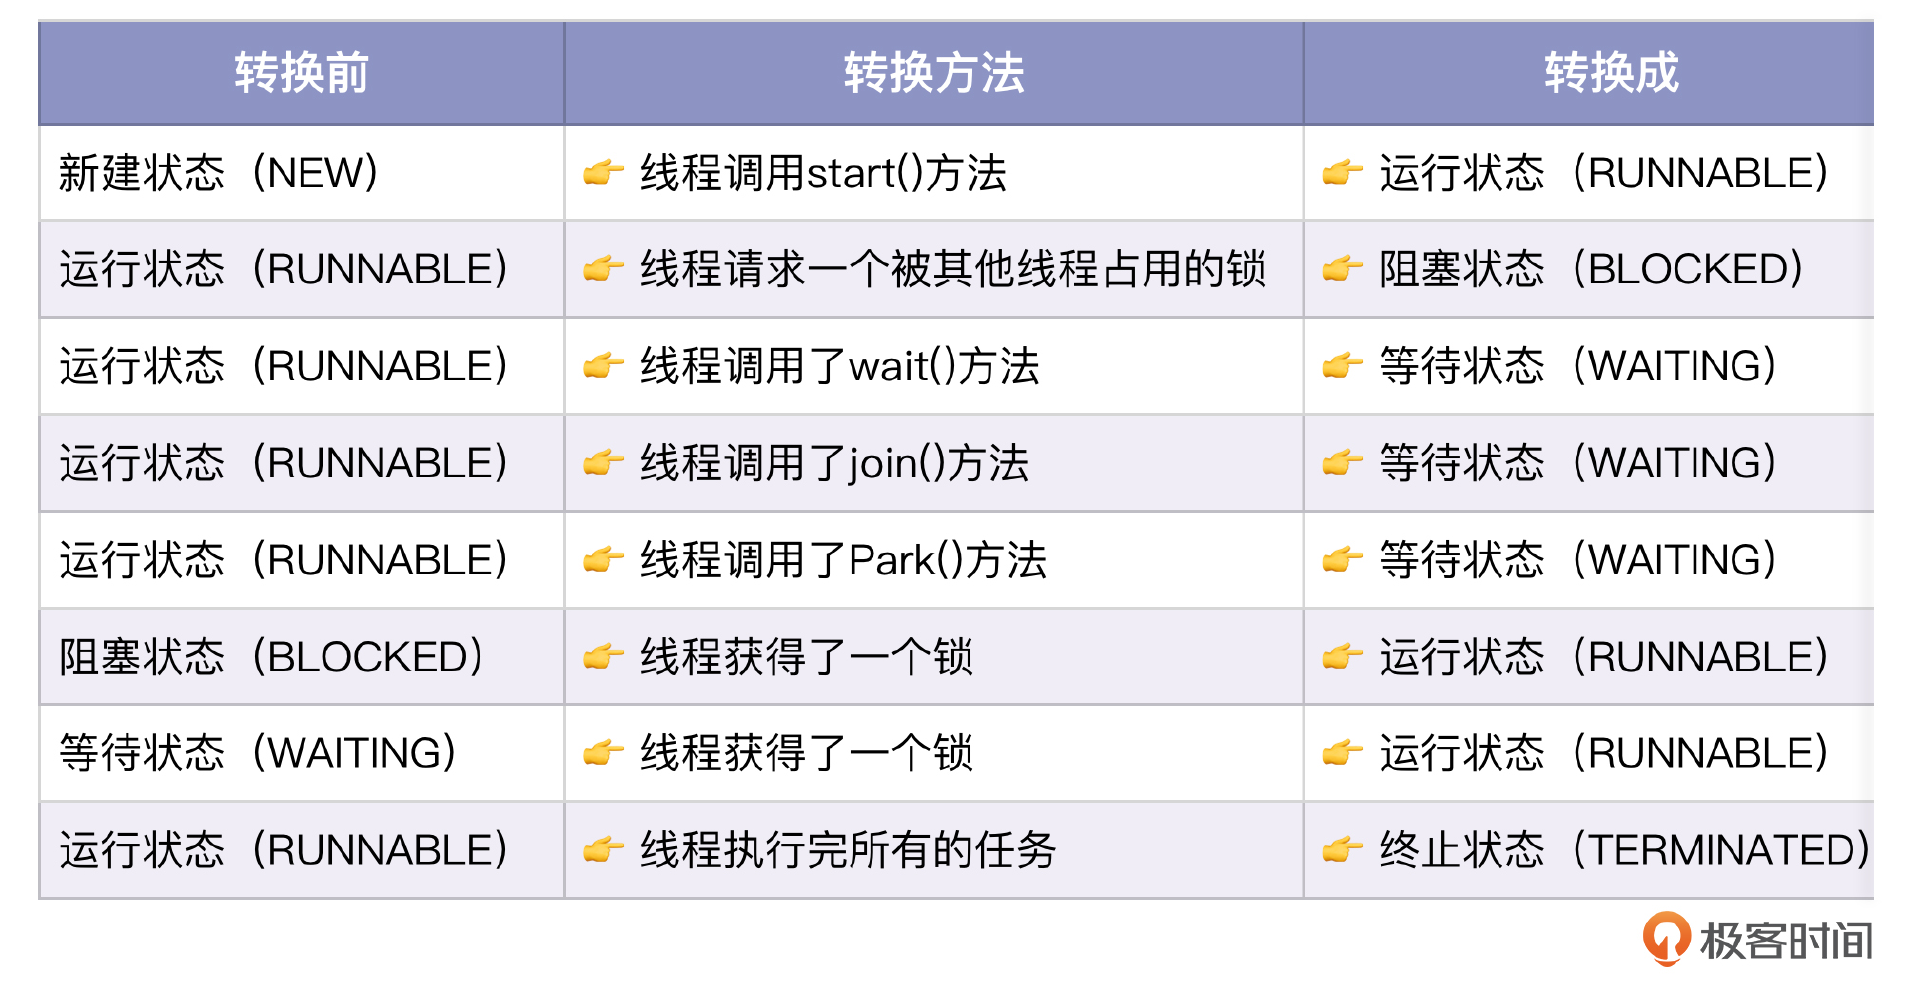 转换前 转换方法 转换成
新建状态（NEW） 👉 线程调用start()方法 👉 运行状态（RUNNABLE）
运行状态（RUNNABLE） 👉 线程请求一个被其他线程占用的锁 👉 阻塞状态（BLOCKED）
运行状态（RUNNABLE） 👉 线程调用了wait()方法 👉 等待状态（WAITING）
运行状态（RUNNABLE） 👉 线程调用了join()方法 👉 等待状态（WAITING）
运行状态（RUNNABLE） 👉 线程调用了Park()方法 👉 等待状态（WAITING）
阻塞状态（BLOCKED） 👉 线程获得了一个锁 👉 运行状态（RUNNABLE）
等待状态（WAITING） 👉 线程获得了一个锁 👉 运行状态（RUNNABLE）
运行状态（RUNNABLE） 👉 线程执行完所有的任务 👉 终止状态（TERMINATED）
极客时间